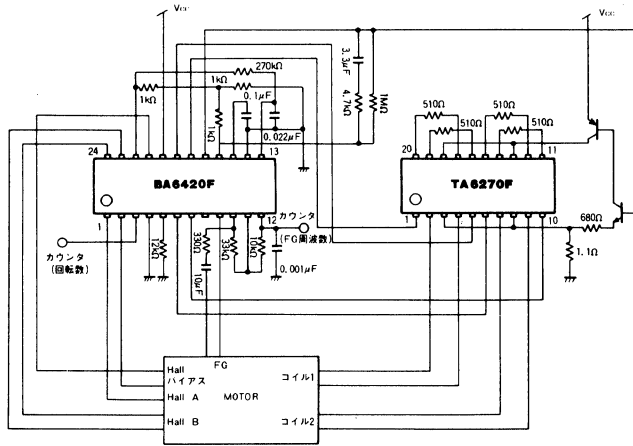 Vcc
Vcc
270kΩ
1kΩ
1kΩ
0.1μF
0.022μF
1kΩ
3.3μF
4.7kΩ
1MΩ
510Ω
510Ω
510Ω
510Ω
24
13
20
11
BA6420F
TA6270F
1
12
1
10
カウンタ
(FG周波数)
カウンタ
(回転数)
12kΩ
330Ω
10μF
33kΩ
10kΩ
0.001μF
680Ω
1.1Ω
FG
Hall
バイアス
Hall A
MOTOR
Hall B
コイル1
コイル2